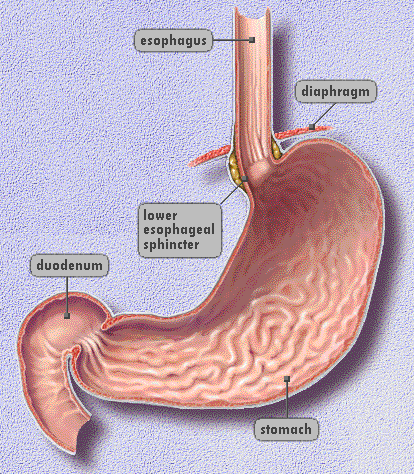 esophagus
diaphragm
lower
esophageal
sphincter
duodenum
stomach